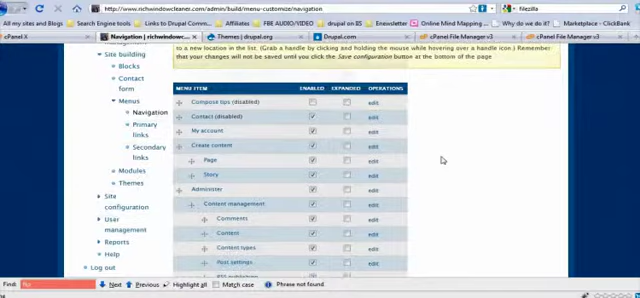 http://www.richwindowcleaner.com/admin/build/menu-customize/navigation
filezilla
All Blog Sites
Search Engine tools
Drupal on Links
Affiliates
FBE AUDIO/VIDEO
drupal on BS
Enewsletter
Online Mind Mapping
Why do we do it?
Marketplace
ClickBank
cPanel X
Navigation | richwindowcle...
Themes | drupal.org
Drupal.com
cPanel File Manager v3
cPanel File Manager v3
to a new location in the list. (Grab a handle by clicking and holding the mouse while hovering over a handle icon.) Remember
that your changes will not be saved until you click the Save configuration button at the bottom of the page
Site building
Blocks
Contact
form
Menus
Navigation
Primary
links
Secondary
links
Modules
Themes
Site
configuration
User
management
Reports
Help
Log out
MENU ITEM ENABLED EXPANDED OPERATIONS
Compose tips (disabled) edit
Contact (disabled) edit
My account edit
Create content edit
Page edit
Story edit
Administer edit
Content management edit
Comments edit
Content edit
Content types edit
Post settings edit
Find:
Next
Previous
Highlight all
Match case
Phrase not found